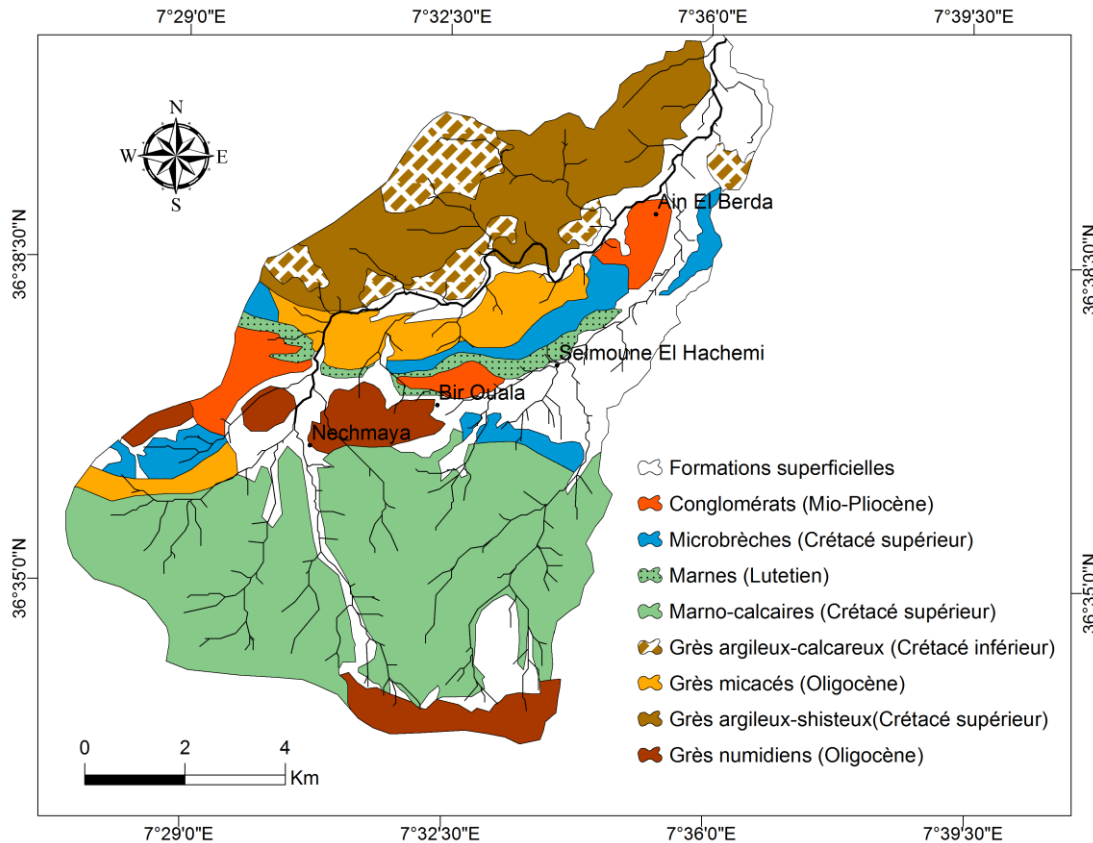 7°29'0"E 7°32'30"E 7°36'0"E 7°39'30"E
N
W E
S
36°38'30"N
36°38'30"N
36°35'0"N
36°35'0"N
Ain El Berda
Selmoune El Hachemi
Bir Ouala
Nechmaya
Formations superficielles
Conglomérats (Mio-Pliocène)
Microbrèches (Crétacé supérieur)
Marnes (Lutetien)
Marno-calcaires (Crétacé supérieur)
Grès argileux-calcareux (Crétacé inférieur)
Grès micacés (Oligocène)
Grès argileux-shisteux(Crétacé supérieur)
Grès numidiens (Oligocène)
0 2 4
Km
7°29'0"E 7°32'30"E 7°36'0"E 7°39'30"E